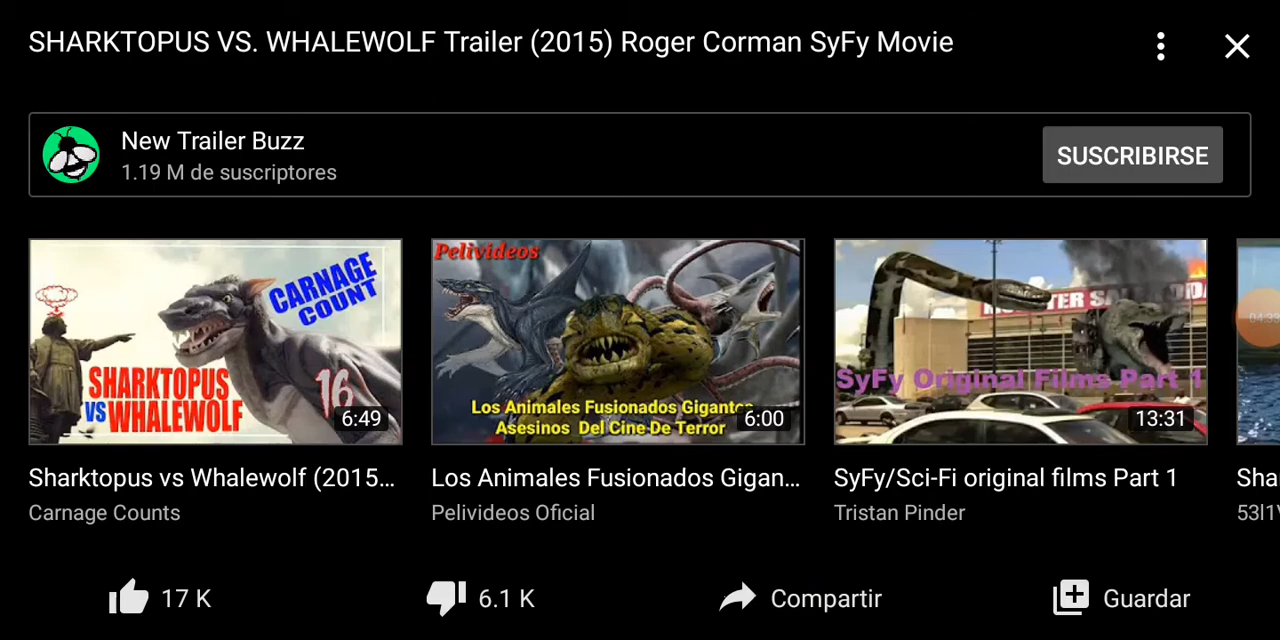 SHARKTOPUS VS. WHALEWOLF Trailer (2015) Roger Corman SyFy Movie
New Trailer Buzz
1.19 M de suscriptores
SUSCRIBIRSE
CARNAGE
COUNT
SHARKTOPUS
VS WHALEWOLF
16
6:49
Pelivideos
Los Animales Fusionados Gigantes
Asesinos Del Cine De Terror
6:00
SyFy Original Films Part 1
13:31
04:33
Sharktopus vs Whalewolf (2015...
Los Animales Fusionados Gigan...
SyFy/Sci-Fi original films Part 1
Sha
Carnage Counts
Pelivideos Oficial
Tristan Pinder
53l1V
17 K
6.1 K
Compartir
Guardar